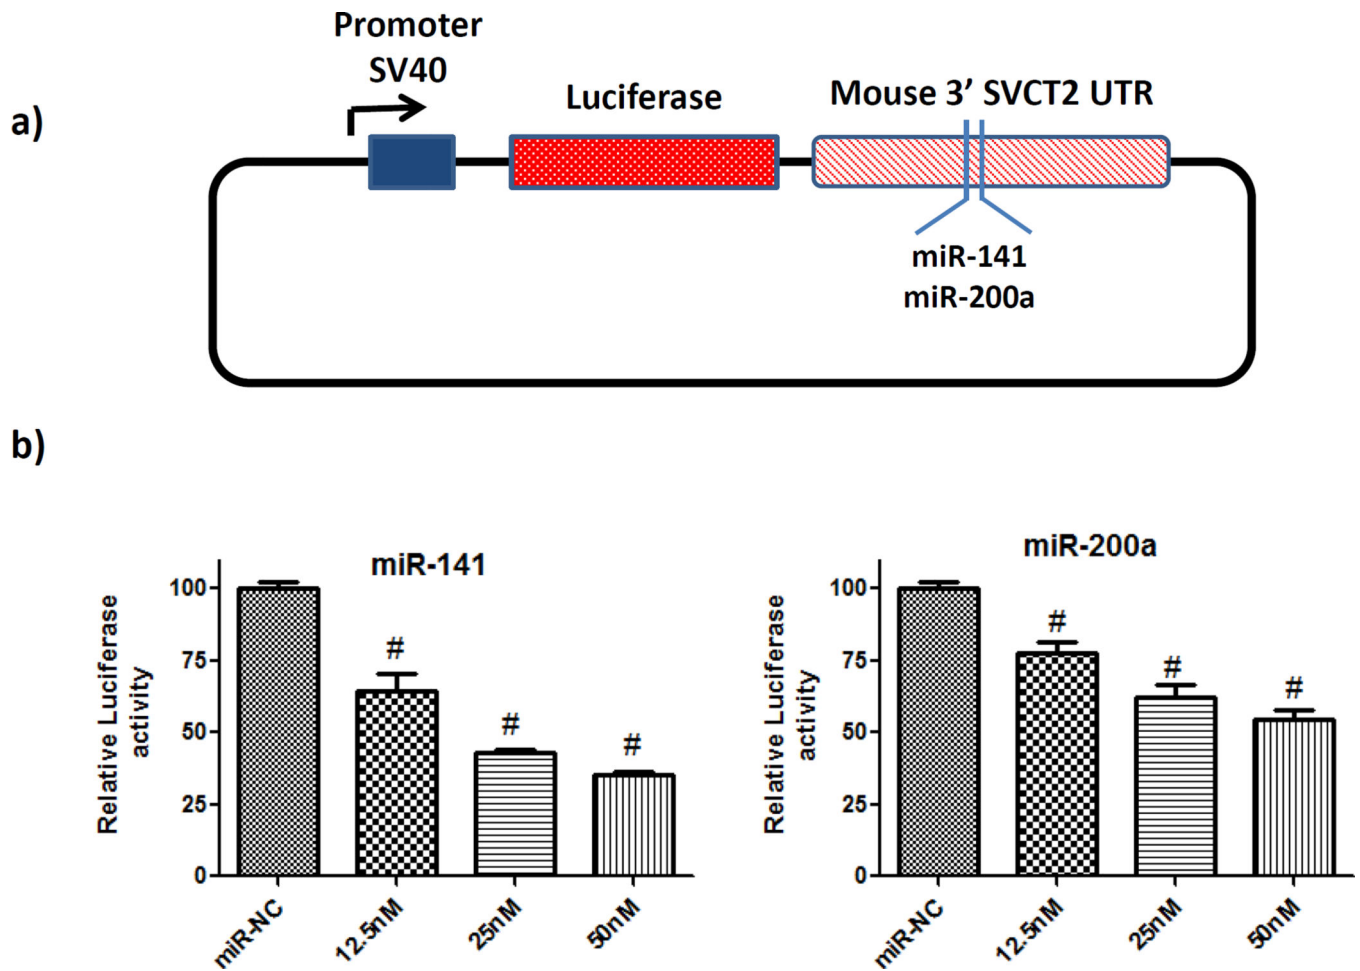 a)
Promoter
SV40
Luciferase
Mouse 3’ SVCT2 UTR
miR-141
miR-200a
b)
miR-141
Relative Luciferase
activity
100
75
50
25
0
#
#
#
miR-NC
12.5nM
25nM
50nM
miR-200a
Relative Luciferase
activity
100
75
50
25
0
#
#
#
miR-NC
12.5nM
25nM
50nM